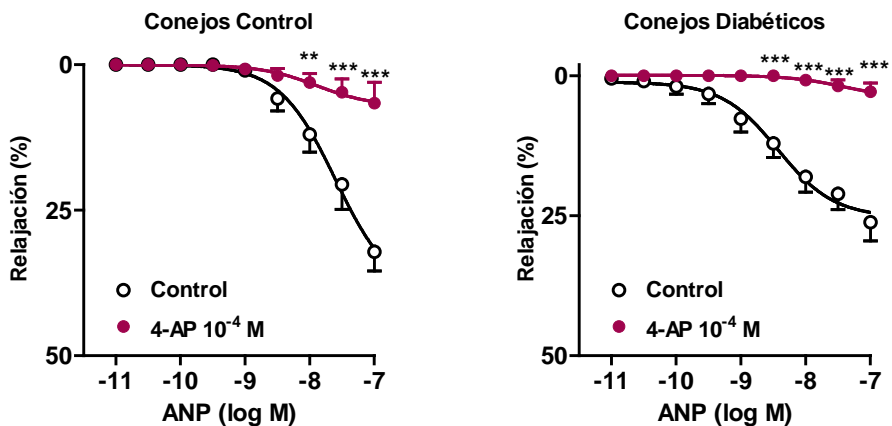 Conejos Control
0
25
50
Relajación (%)
** *** ***
Control
4-AP 10⁻⁴ M
-11 -10 -9 -8 -7
ANP (log M)
Conejos Diabéticos
0
25
50
Relajación (%)
*** *** *** ***
Control
4-AP 10⁻⁴ M
-11 -10 -9 -8 -7
ANP (log M)